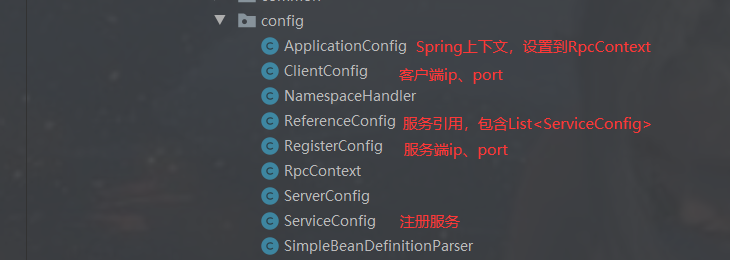 config
ApplicationConfig Spring上下文，设置到RpcContext
ClientConfig 客户端ip、port
NamespaceHandler
ReferenceConfig 服务引用，包含List<ServiceConfig>
RegisterConfig 服务端ip、port
RpcContext
ServerConfig
ServiceConfig 注册服务
SimpleBeanDefinitionParser